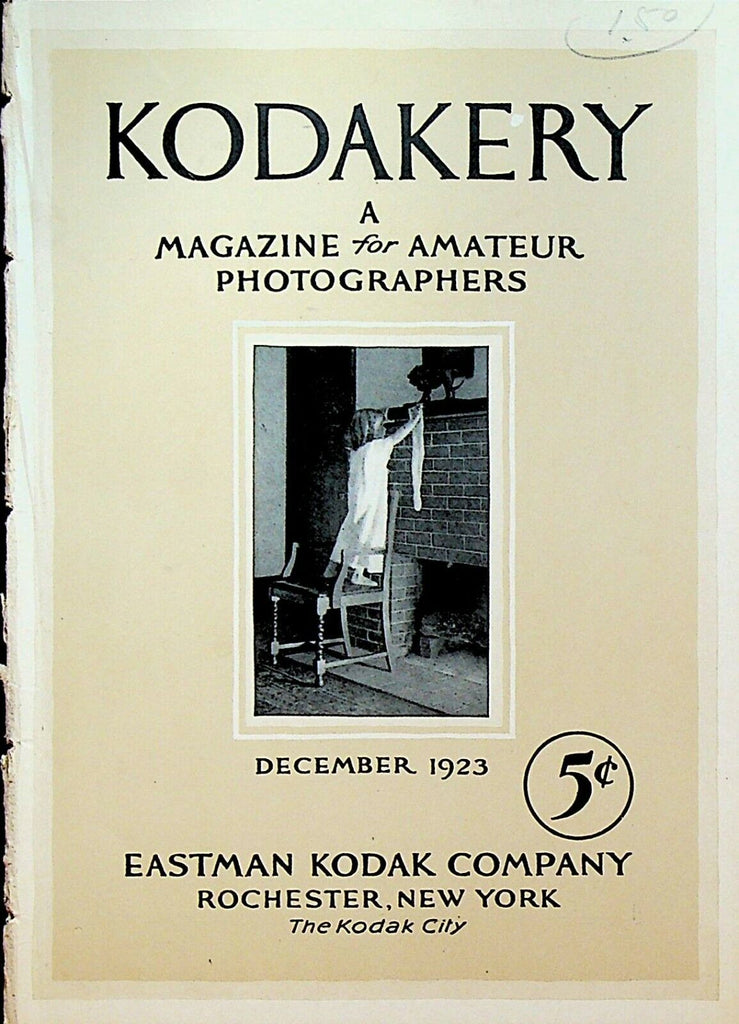 1.50
KODAKERY
A
MAGAZINE for AMATEUR
PHOTOGRAPHERS
DECEMBER 1923
5¢
EASTMAN KODAK COMPANY
ROCHESTER, NEW YORK
The Kodak City